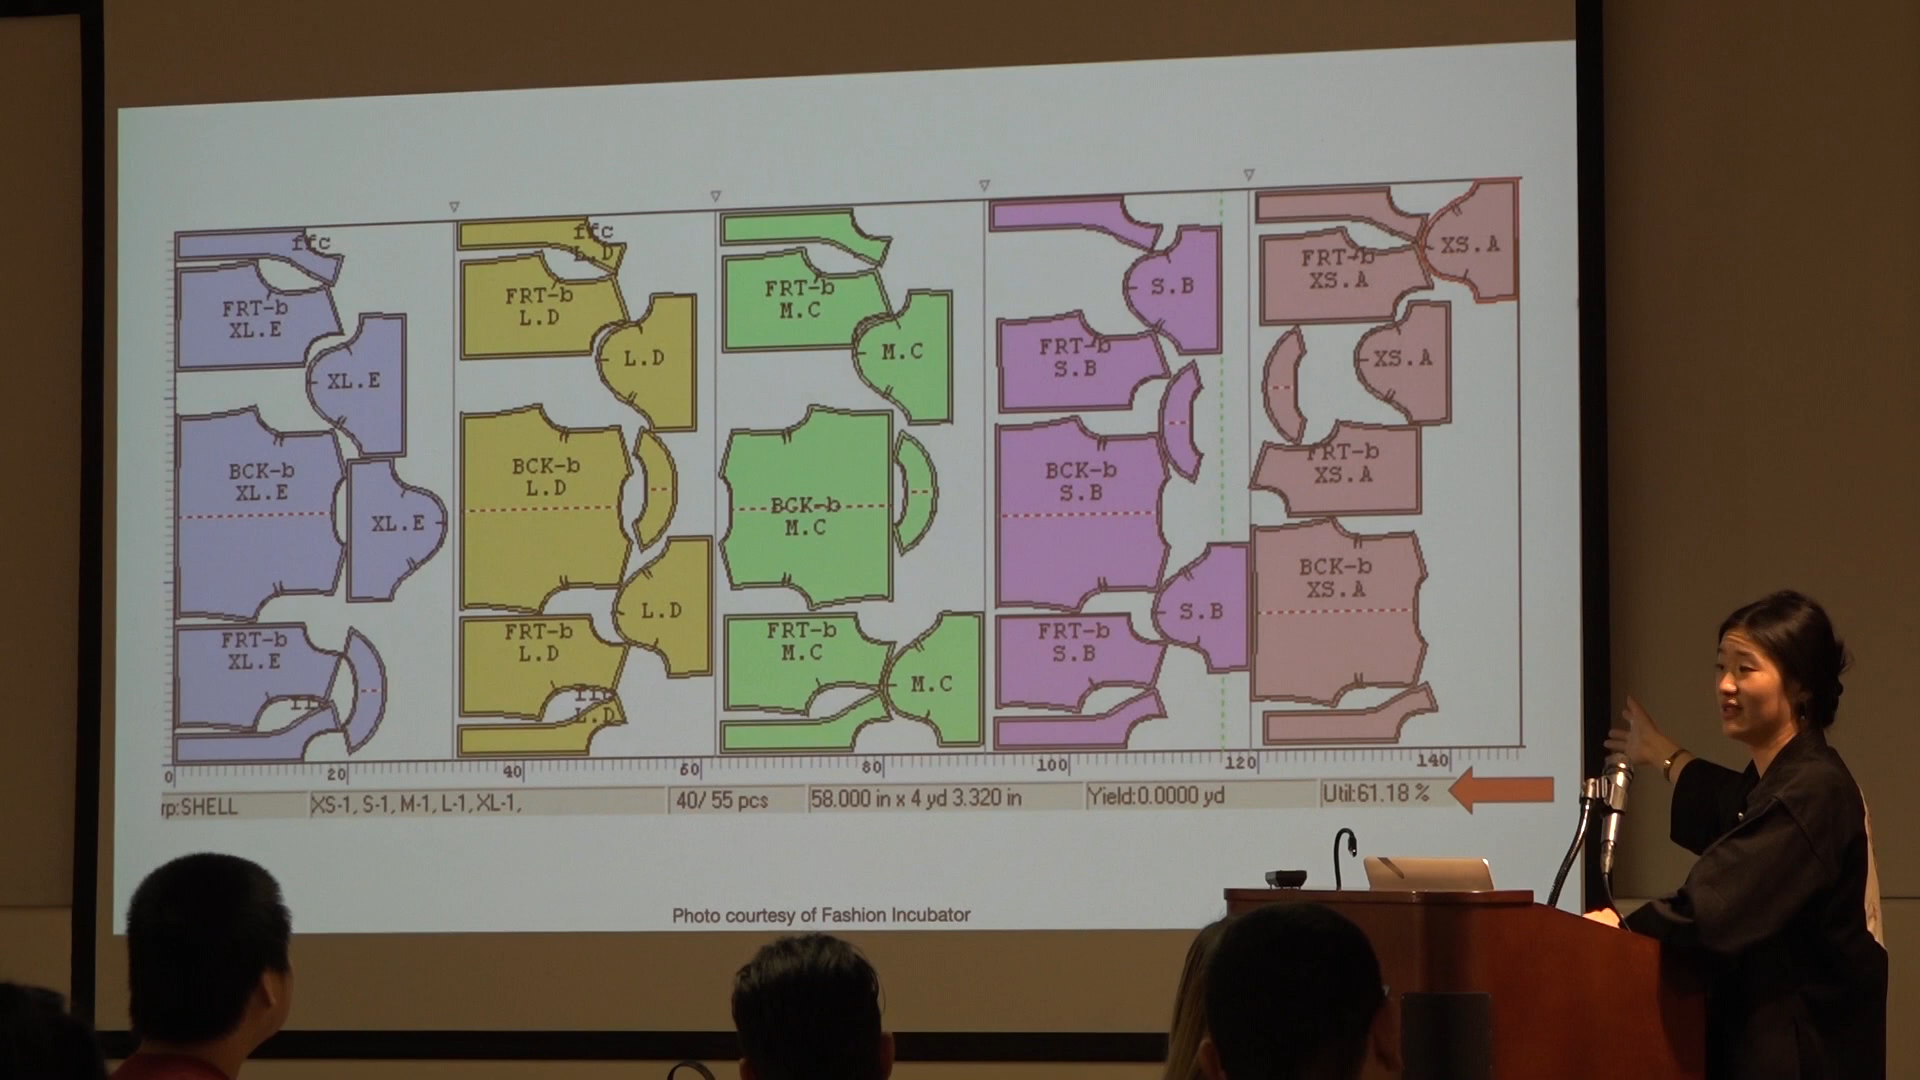 ffc
FRT-b
XL.E
XL.E
BCK-b
XL.E
XL.E
FRT-b
XL.E
ffc
L.D
FRT-b
L.D
L.D
BCK-b
L.D
L.D
FRT-b
L.D
L.D
FRT-b
M.C
M.C
BCK-b
M.C
FRT-b
M.C
M.C
S.B
FRT-b
S.B
BCK-b
S.B
S.B
FRT-b
S.B
XS.A
FRT-b
XS.A
XS.A
FRT-b
XS.A
BCK-b
XS.A
0 20 40 60 80 100 120 140
rp:SHELL XS-1, S-1, M-1, L-1, XL-1, 40/ 55 pcs 58.000 in x 4 yd 3.320 in Yield:0.0000 yd Util:61.18 %
Photo courtesy of Fashion Incubator